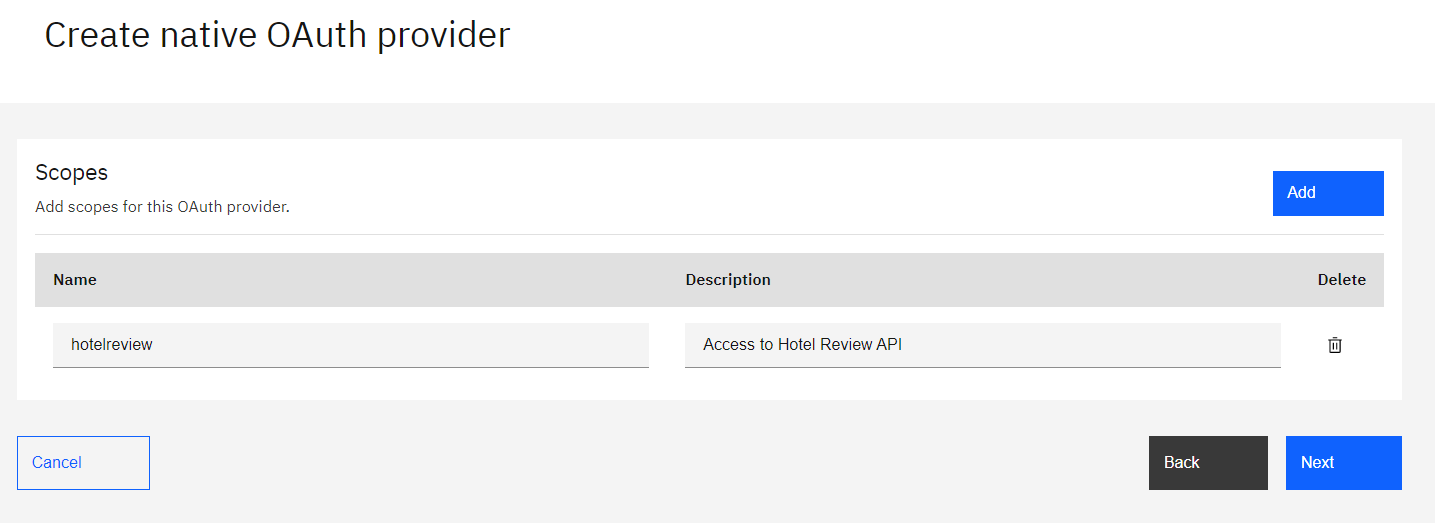 Create native OAuth provider
Scopes
Add scopes for this OAuth provider.
Add
Name Description Delete
hotelreview Access to Hotel Review API
Cancel Back Next